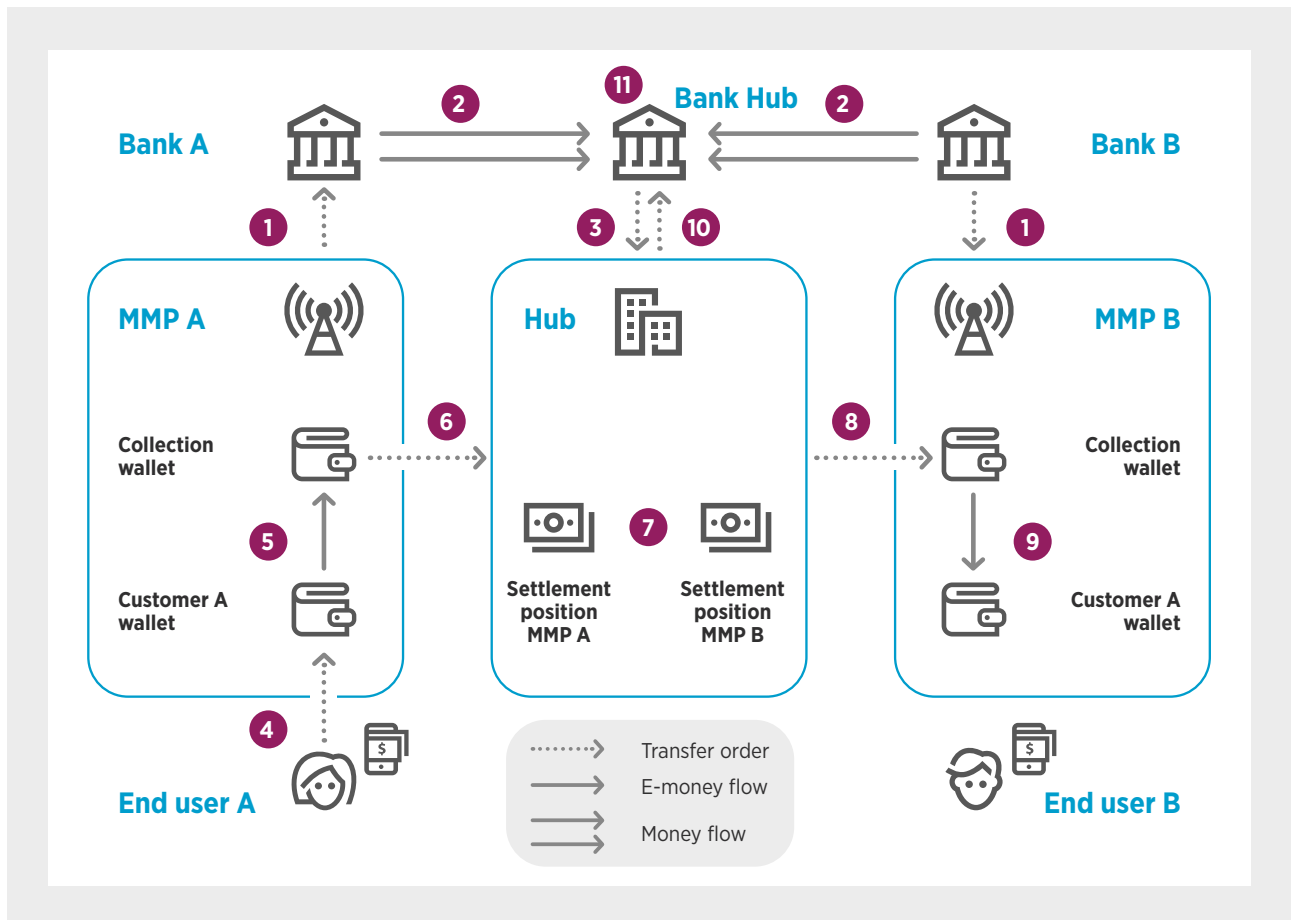 11
2
Bank Hub
2
Bank A
Bank B
1
3
10
1
MMP A
Hub
MMP B
6
8
Collection
wallet
Collection
wallet
5
7
9
Customer A
wallet
Settlement
position
MMP A
Settlement
position
MMP B
Customer A
wallet
4
$
$
Transfer order
E-money flow
Money flow
End user A
End user B